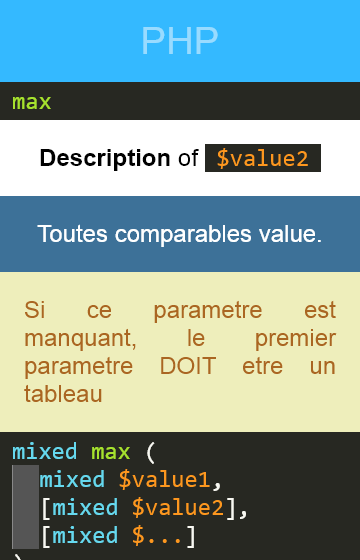 PHP
max
Description of $value2
Toutes comparables value.
Si ce parametre est
manquant, le premier
parametre DOIT etre un
tableau
mixed max (
mixed $value1,
[mixed $value2],
[mixed $...]
)